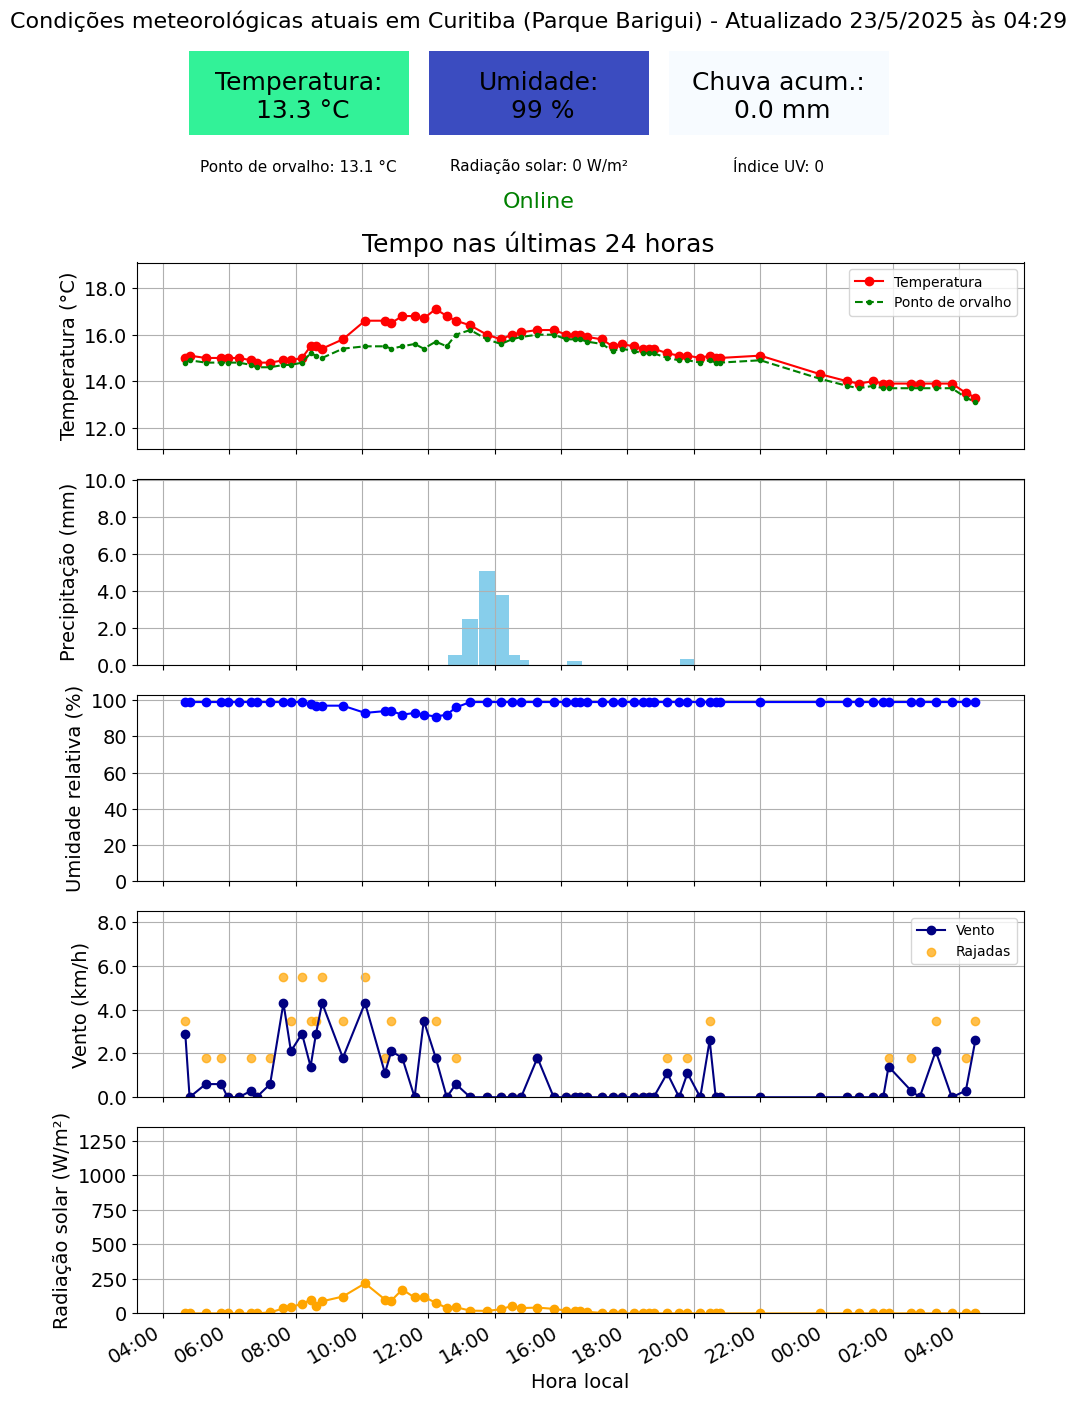 Condições meteorológicas atuais em Curitiba (Parque Barigui) - Atualizado 23/5/2025 às 04:29
Temperatura:
13.3 °C
Umidade:
99 %
Chuva acum.:
0.0 mm
Ponto de orvalho: 13.1 °C
Radiação solar: 0 W/m²
Índice UV: 0
Online
Tempo nas últimas 24 horas
Temperatura (°C)
18.0
16.0
14.0
12.0
Temperatura
Ponto de orvalho
Precipitação (mm)
10.0
8.0
6.0
4.0
2.0
0.0
Umidade relativa (%)
100
80
60
40
20
0
Vento (km/h)
8.0
6.0
4.0
2.0
0.0
Vento
Rajadas
Radiação solar (W/m²)
1250
1000
750
500
250
0
04:00
06:00
08:00
10:00
12:00
14:00
16:00
18:00
20:00
22:00
00:00
02:00
04:00
Hora local